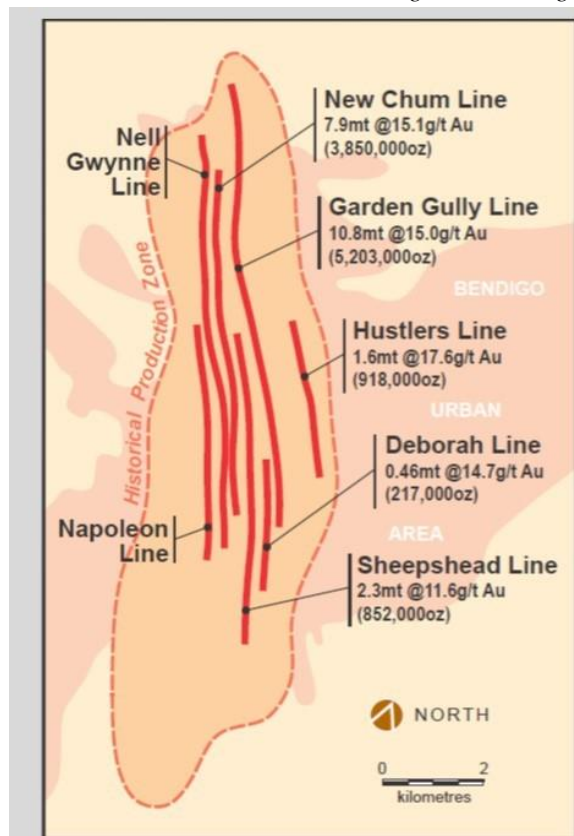 New Chum Line
7.9mt @15.1g/t Au
(3,850,000oz)
Nell
Gwynne
Line
Garden Gully Line
10.8mt @15.0g/t Au
(5,203,000oz)
Historical Production Zone
BENDIGO
Hustlers Line
1.6mt @17.6g/t Au
(918,000oz)
URBAN
Deborah Line
0.46mt @14.7g/t Au
(217,000oz)
Napoleon
Line
AREA
Sheepshead Line
2.3mt @11.6g/t Au
(852,000oz)
NORTH
0 2
kilometres